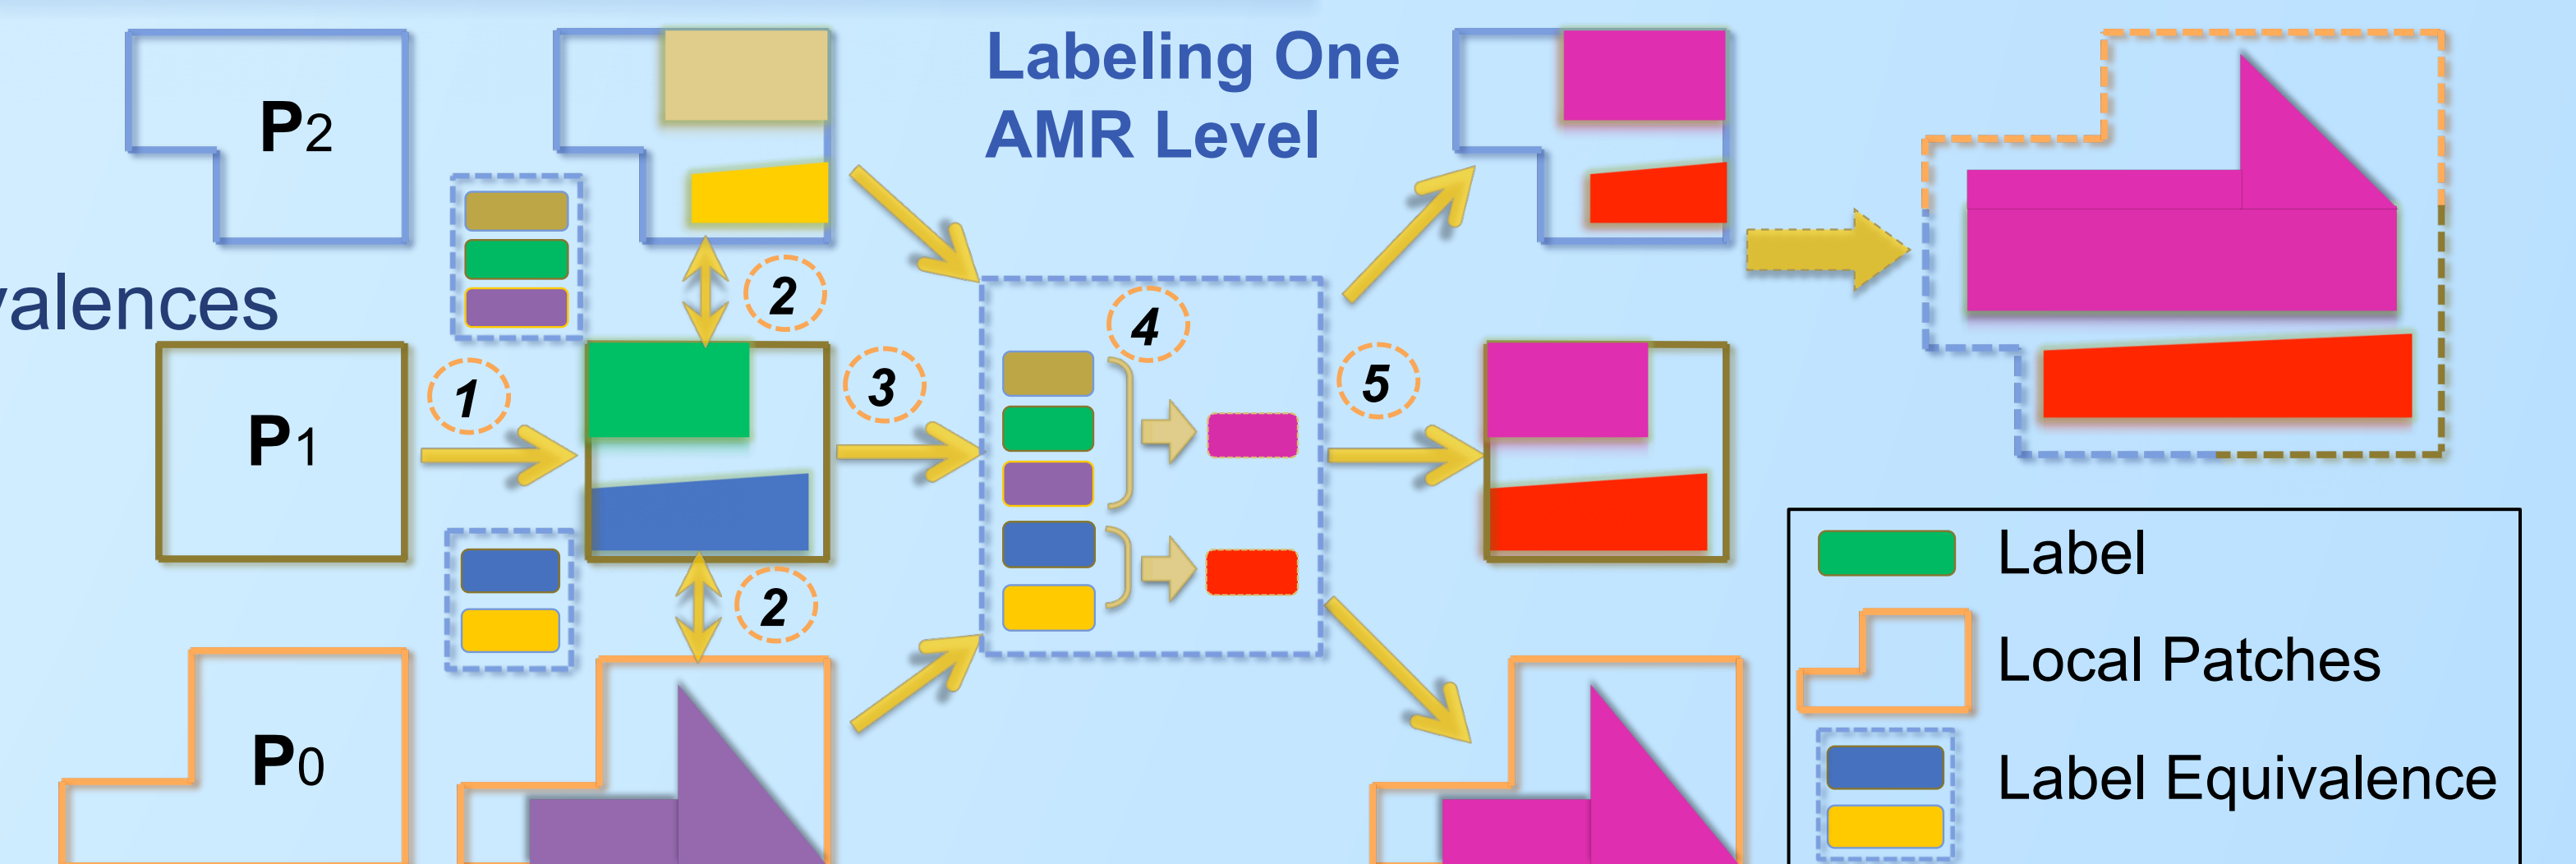 Labeling One
AMR Level
P2
2
valences
4
1
3
5
P1
2
P0
Label
Local Patches
Label Equivalence